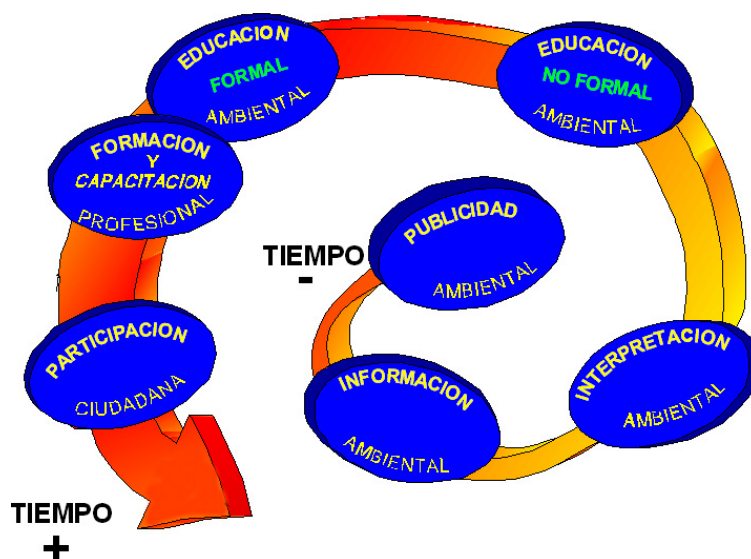 EDUCACION
FORMAL
AMBIENTAL
EDUCACION
NO FORMAL
AMBIENTAL
FORMACION
Y
CAPACITACION
PROFESIONAL
PUBLICIDAD
AMBIENTAL
TIEMPO
-
PARTICIPACION
CIUDADANA
INFORMACION
AMBIENTAL
INTERPRETACION
AMBIENTAL
TIEMPO
+